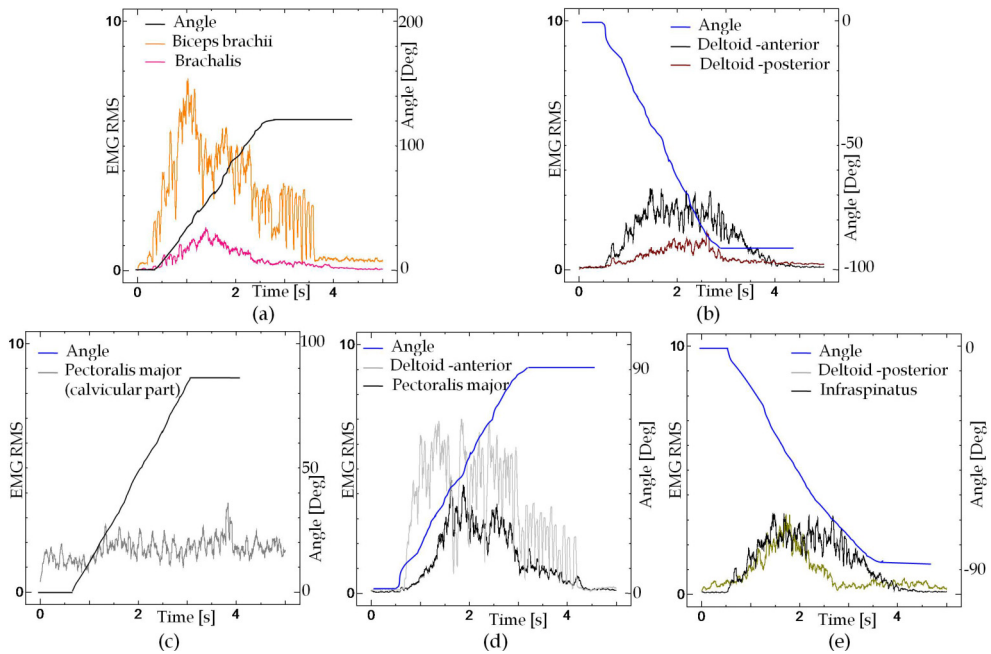 10
EMG RMS
0
Angle
Biceps brachii
Brachalis
200
100
0
Angle [Deg]
0 2 4
Time [s]
(a)
10
EMG RMS
0
Angle
Deltoid -anterior
Deltoid -posterior
0
-50
-100
Angle [Deg]
0 2 4
Time [s]
(b)
10
EMG RMS
0
Angle
Pectoralis major
(calvicular part)
100
50
0
Angle [Deg]
0 2 4
Time [s]
(c)
10
EMG RMS
0
Angle
Deltoid -anterior
Pectoralis major
90
0
Angle [Deg]
0 2 4
Time [s]
(d)
10
EMG RMS
0
Angle
Deltoid -posterior
Infraspinatus
0
-90
Angle [Deg]
0 2 4
Time [s]
(e)